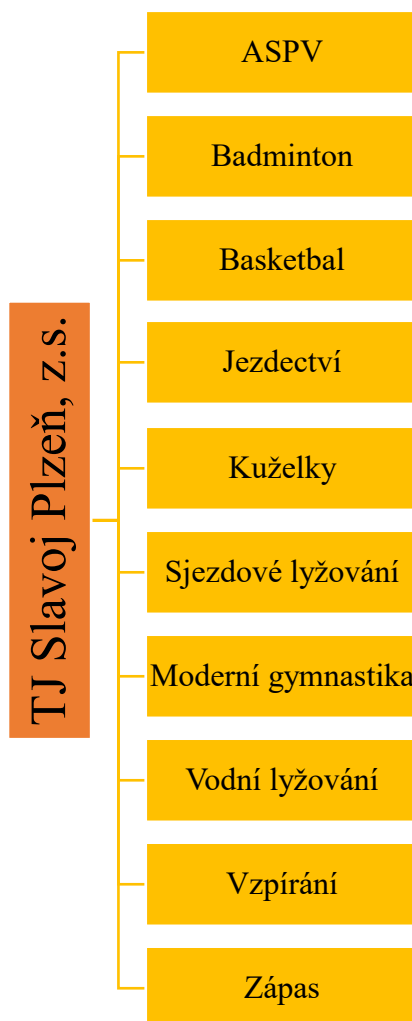 TJ Slavoj Plzeň, z.s.
ASPV
Badminton
Basketbal
Jezdectví
Kuželky
Sjezdové lyžování
Moderní gymnastika
Vodní lyžování
Vzpírání
Zápas